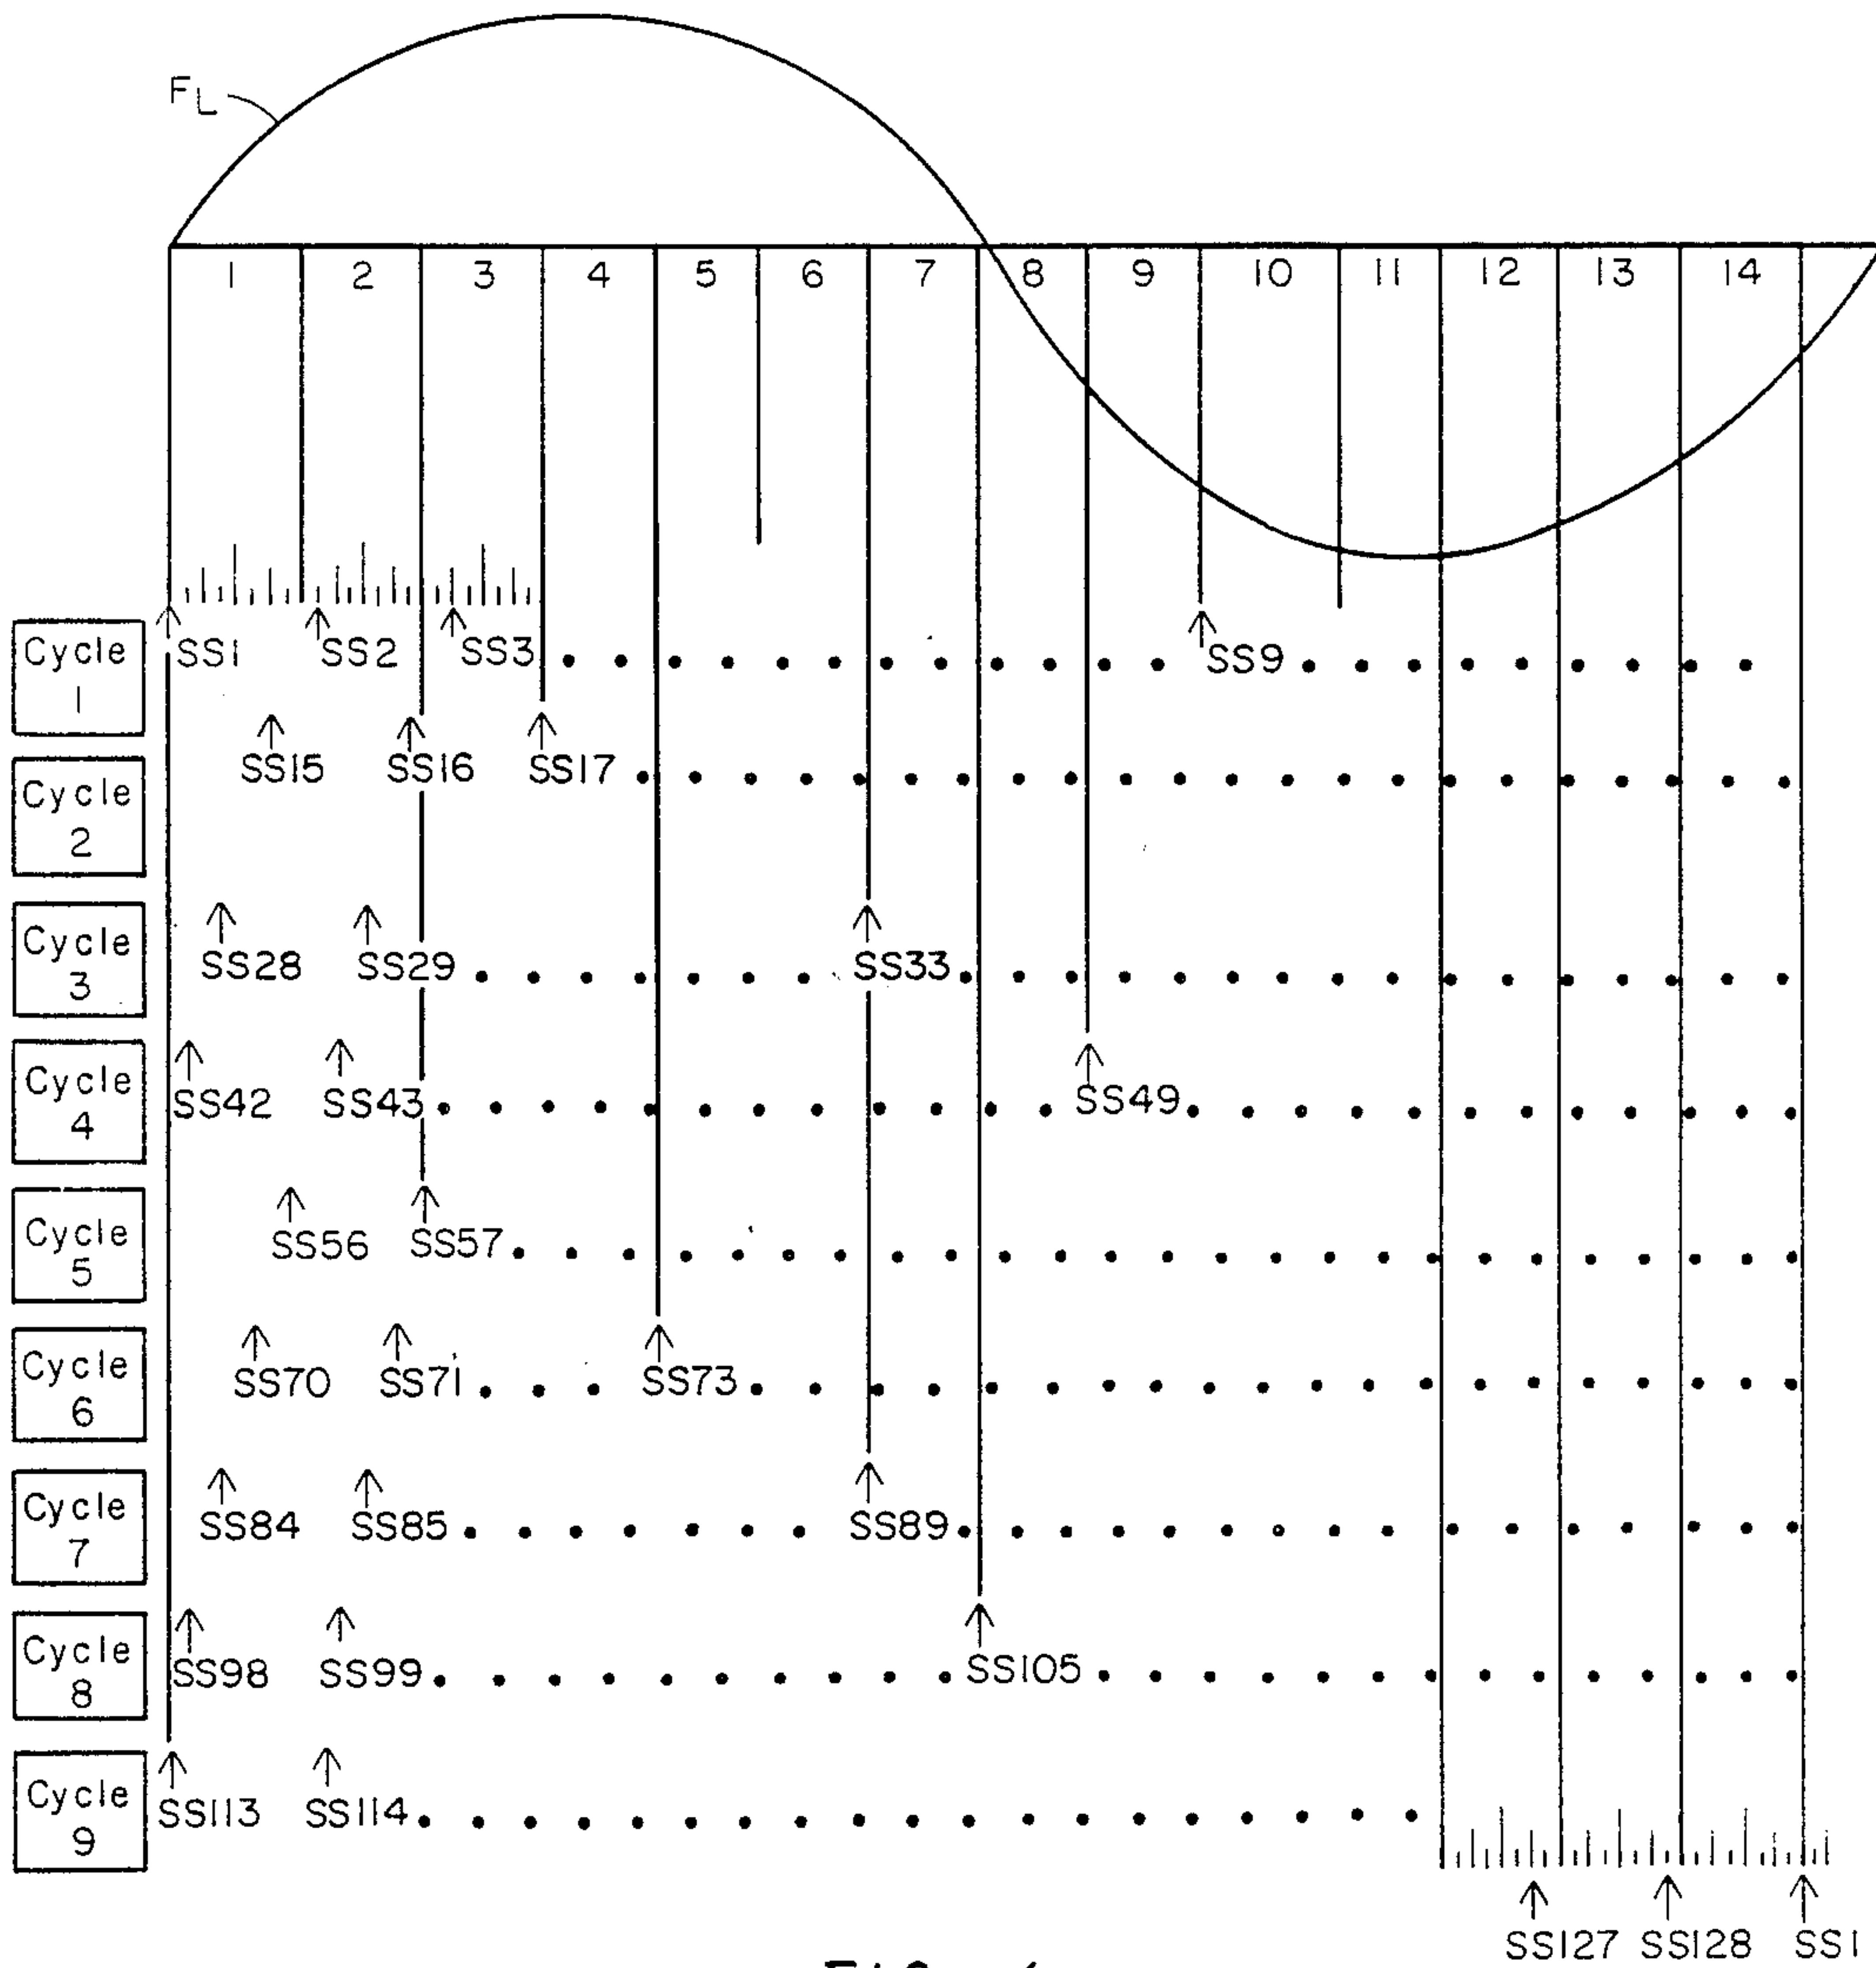 FL
1 2 3 4 5 6 7 8 9 10 11 12 13 14
Cycle 1 SS1 SS2 SS3 SS9
SS15 SS16 SS17
Cycle 2
Cycle 3 SS28 SS29 SS33
Cycle 4 SS42 SS43 SS49
Cycle 5 SS56 SS57
Cycle 6 SS70 SS71 SS73
Cycle 7 SS84 SS85 SS89
Cycle 8 SS98 SS99 SS105
Cycle 9 SS113 SS114
SS127 SS128 SS1